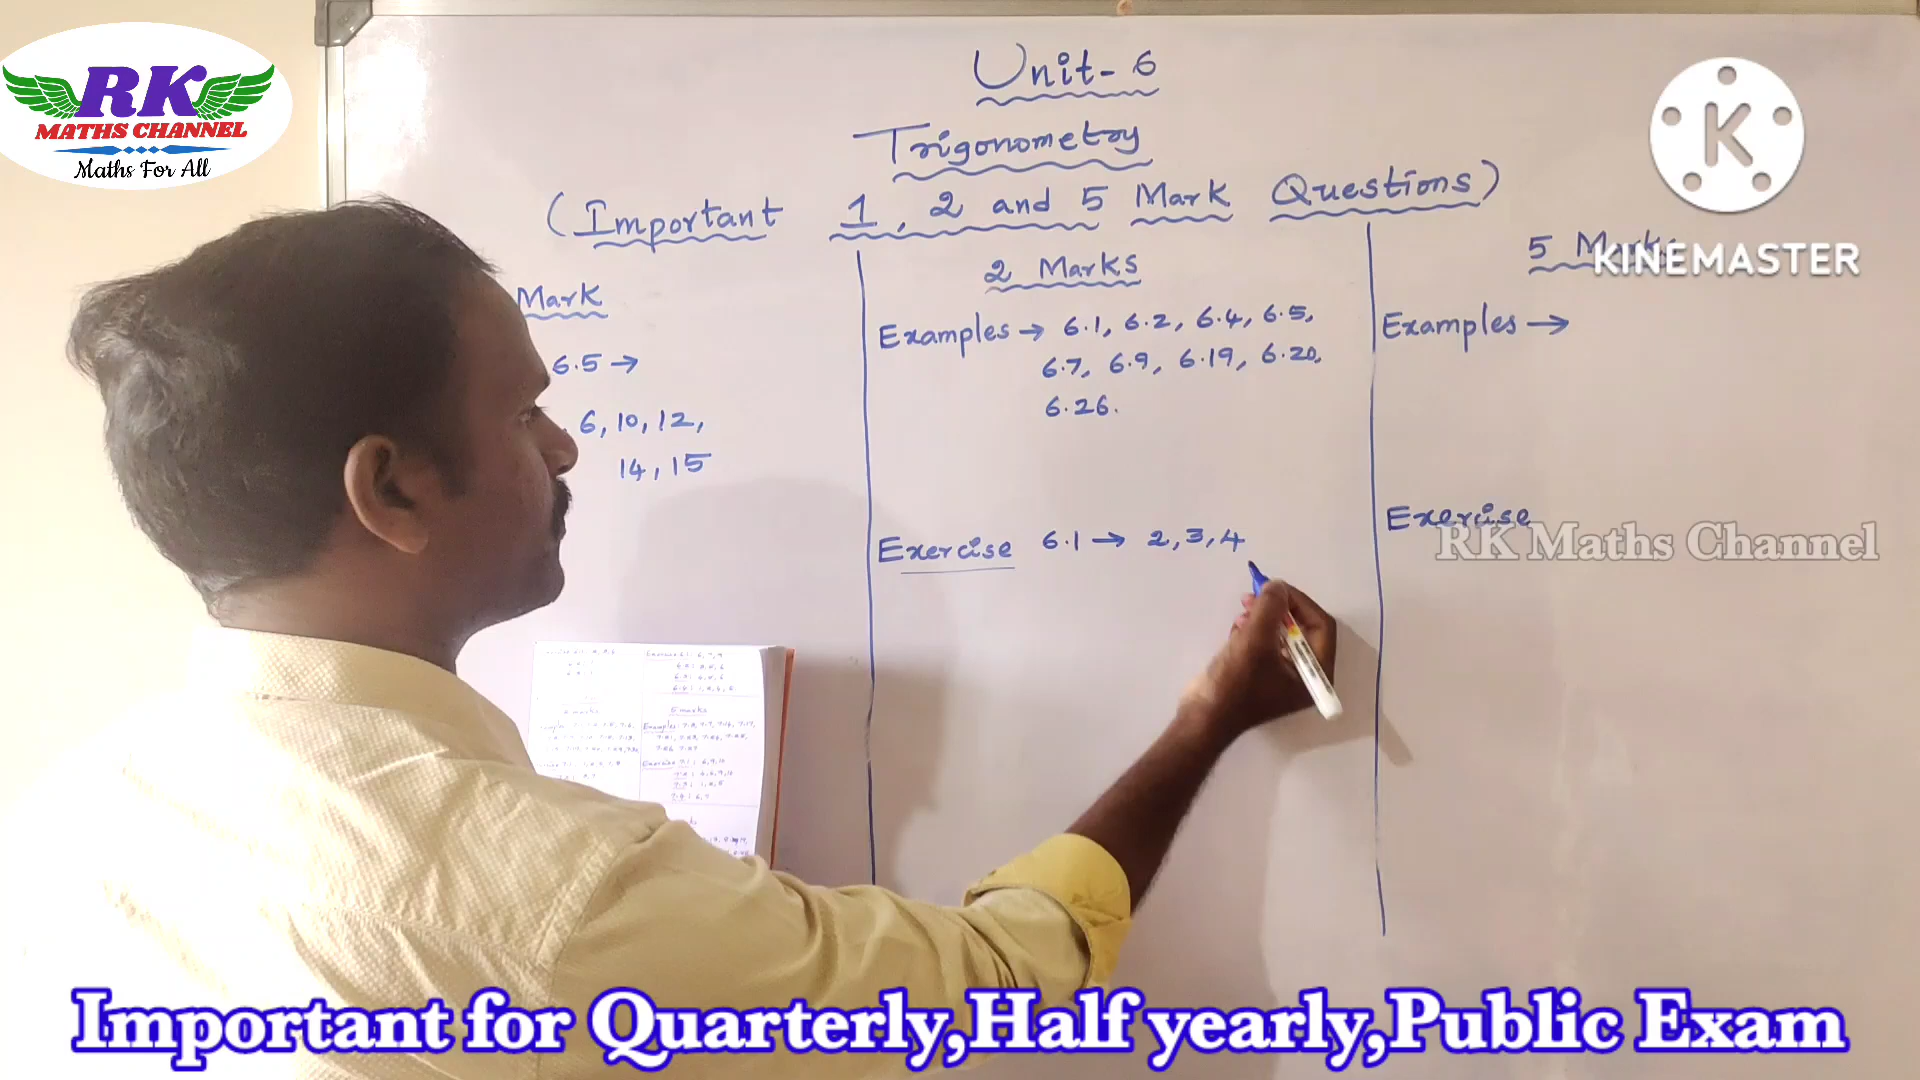 RK
MATHS CHANNEL
Maths For All
Unit-6
Trigonometry
(Important 1, 2 and 5 Mark Questions)
K
KINEMASTER
Mark
6.5 →
6, 10, 12,
14, 15
2 Marks
Examples → 6.1, 6.2, 6.4, 6.5,
6.7, 6.9, 6.19, 6.20,
6.26.
Exercise 6.1 → 2, 3, 4
5 Marks
Examples →
Exercise
RK Maths Channel
5 marks
Important for Quarterly,Half yearly,Public Exam